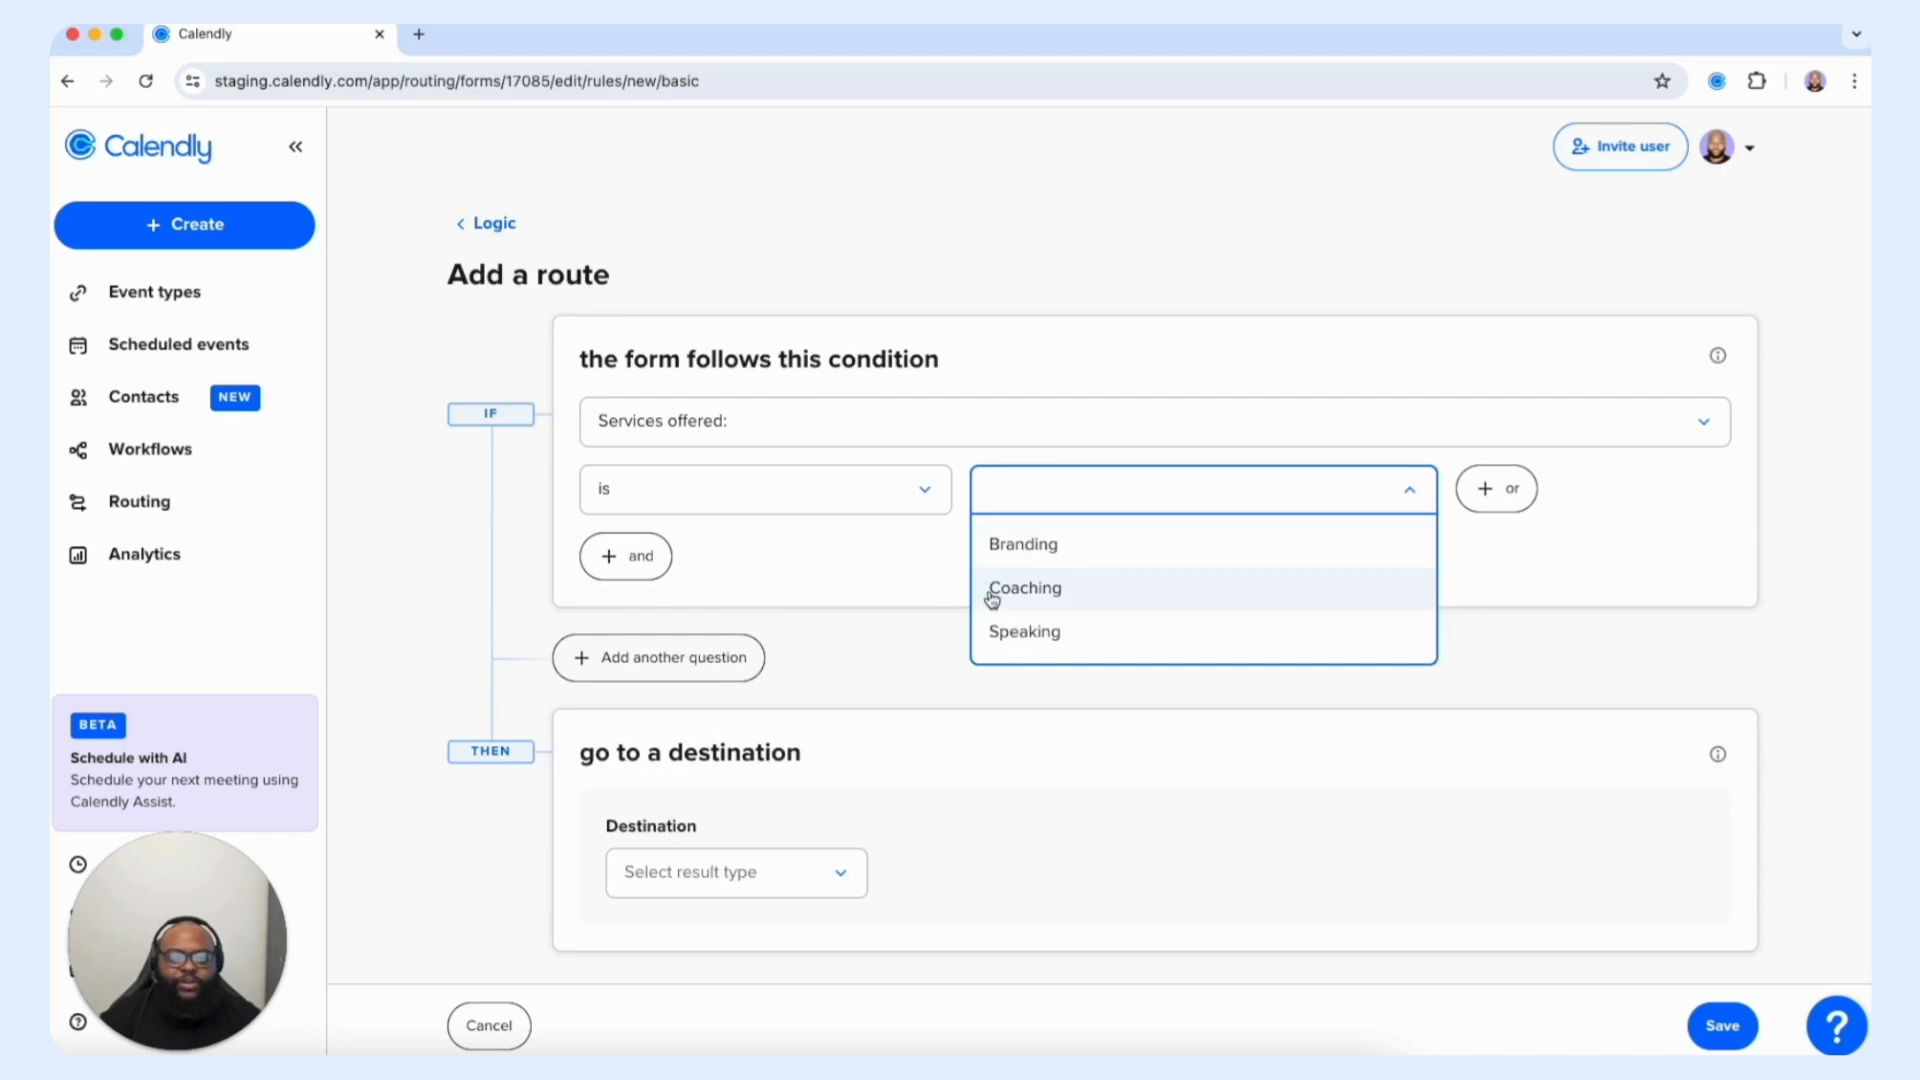 Calendly
staging.calendly.com/app/routing/forms/17085/edit/rules/new/basic
Calendly
Invite user
+ Create
Event types
Scheduled events
Contacts NEW
Workflows
Routing
Analytics
BETA
Schedule with AI
Schedule your next meeting using
Calendly Assist.
< Logic
Add a route
IF
the form follows this condition
Services offered:
is
+ or
+ and
Branding
Coaching
Speaking
+ Add another question
THEN
go to a destination
Destination
Select result type
Cancel
Save
?